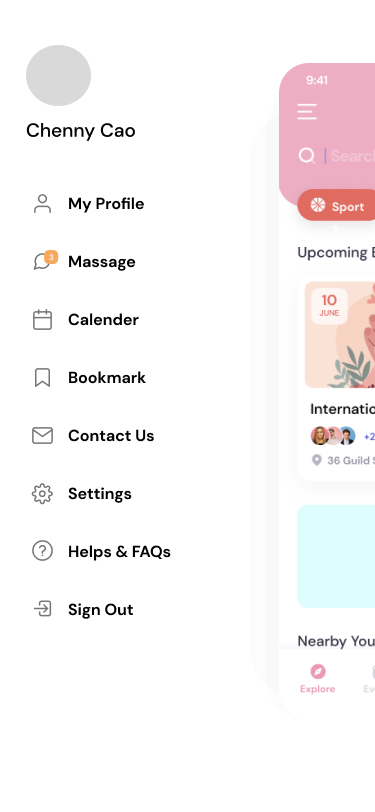 Chenny Cao
My Profile
3
Massage
Calender
Bookmark
Contact Us
Settings
Helps & FAQs
Sign Out
9:41
Search
Sport
Upcoming E
10
JUNE
Internatio
+2
36 Guild S
Nearby You
Explore
Ev